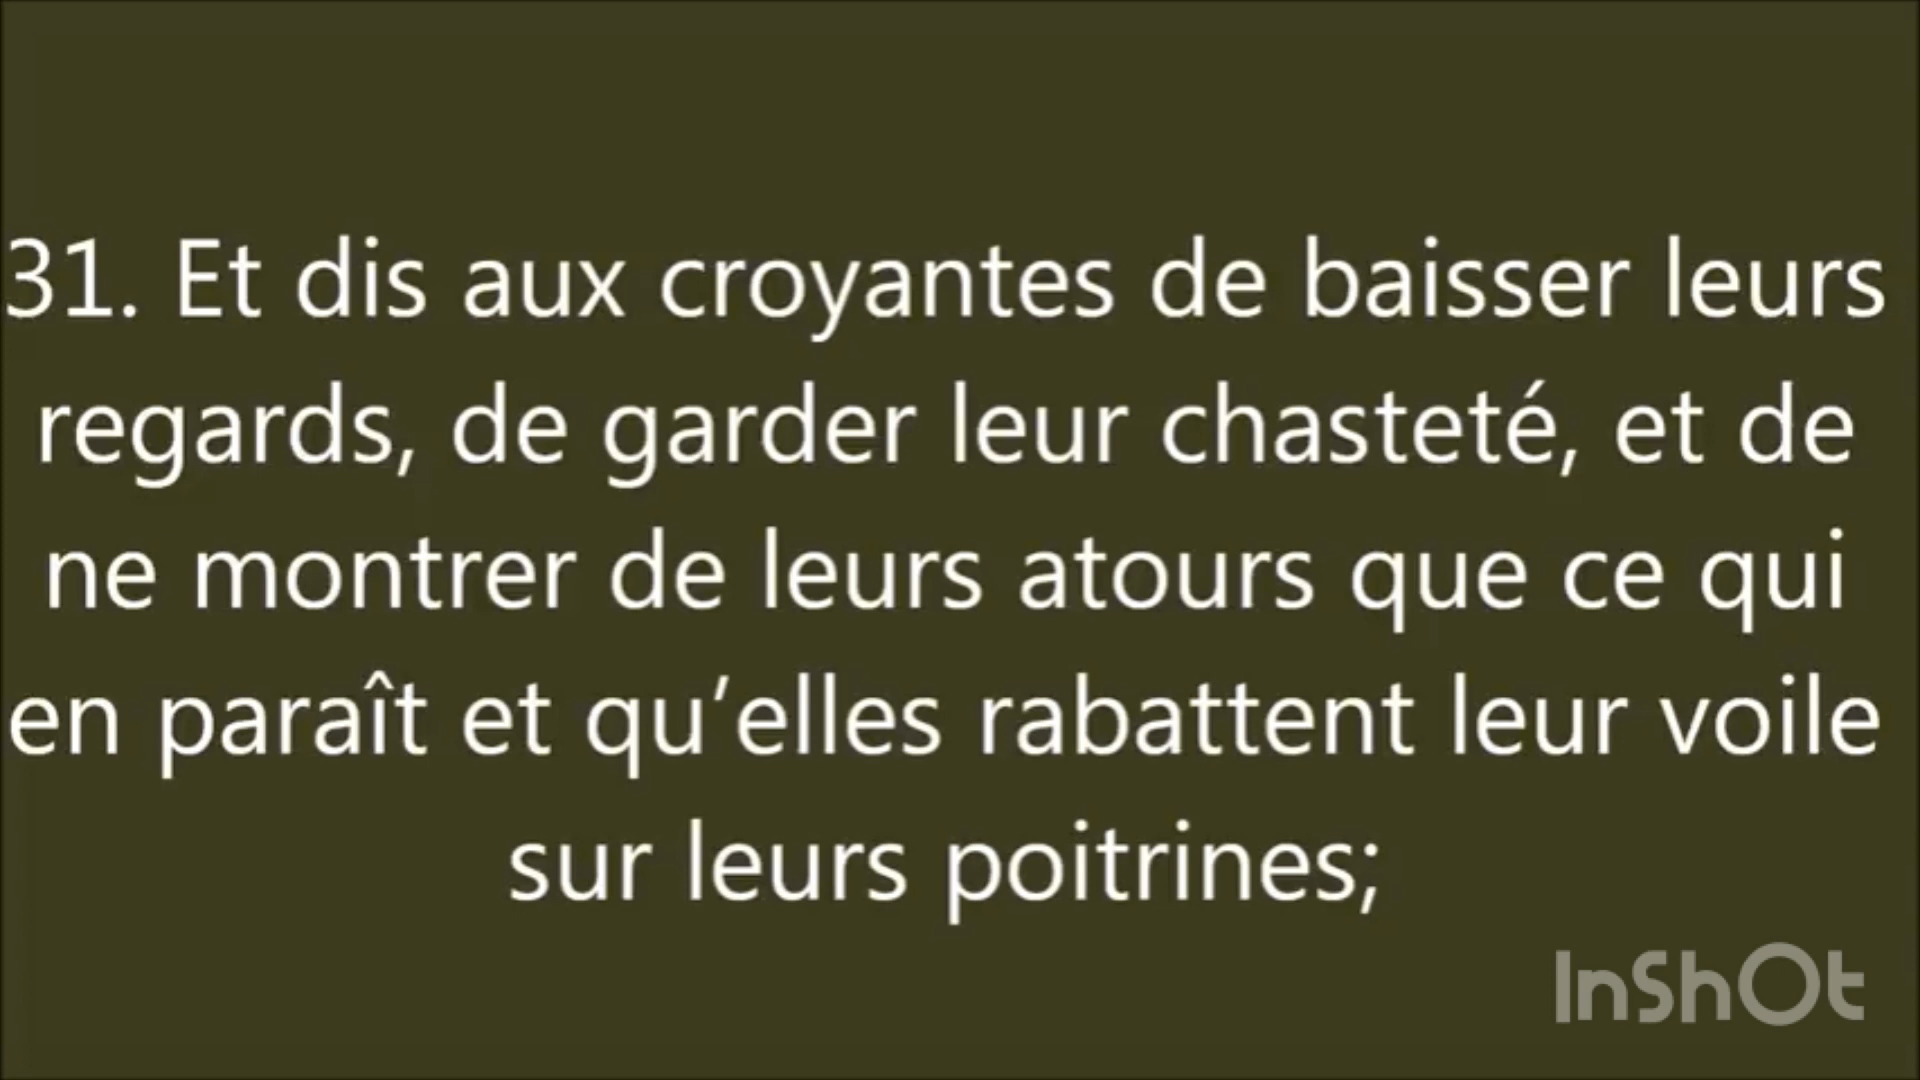 31. Et dis aux croyantes de baisser leurs
regards, de garder leur chasteté, et de
ne montrer de leurs atours que ce qui
en paraît et qu’elles rabattent leur voile
sur leurs poitrines;
InShOt